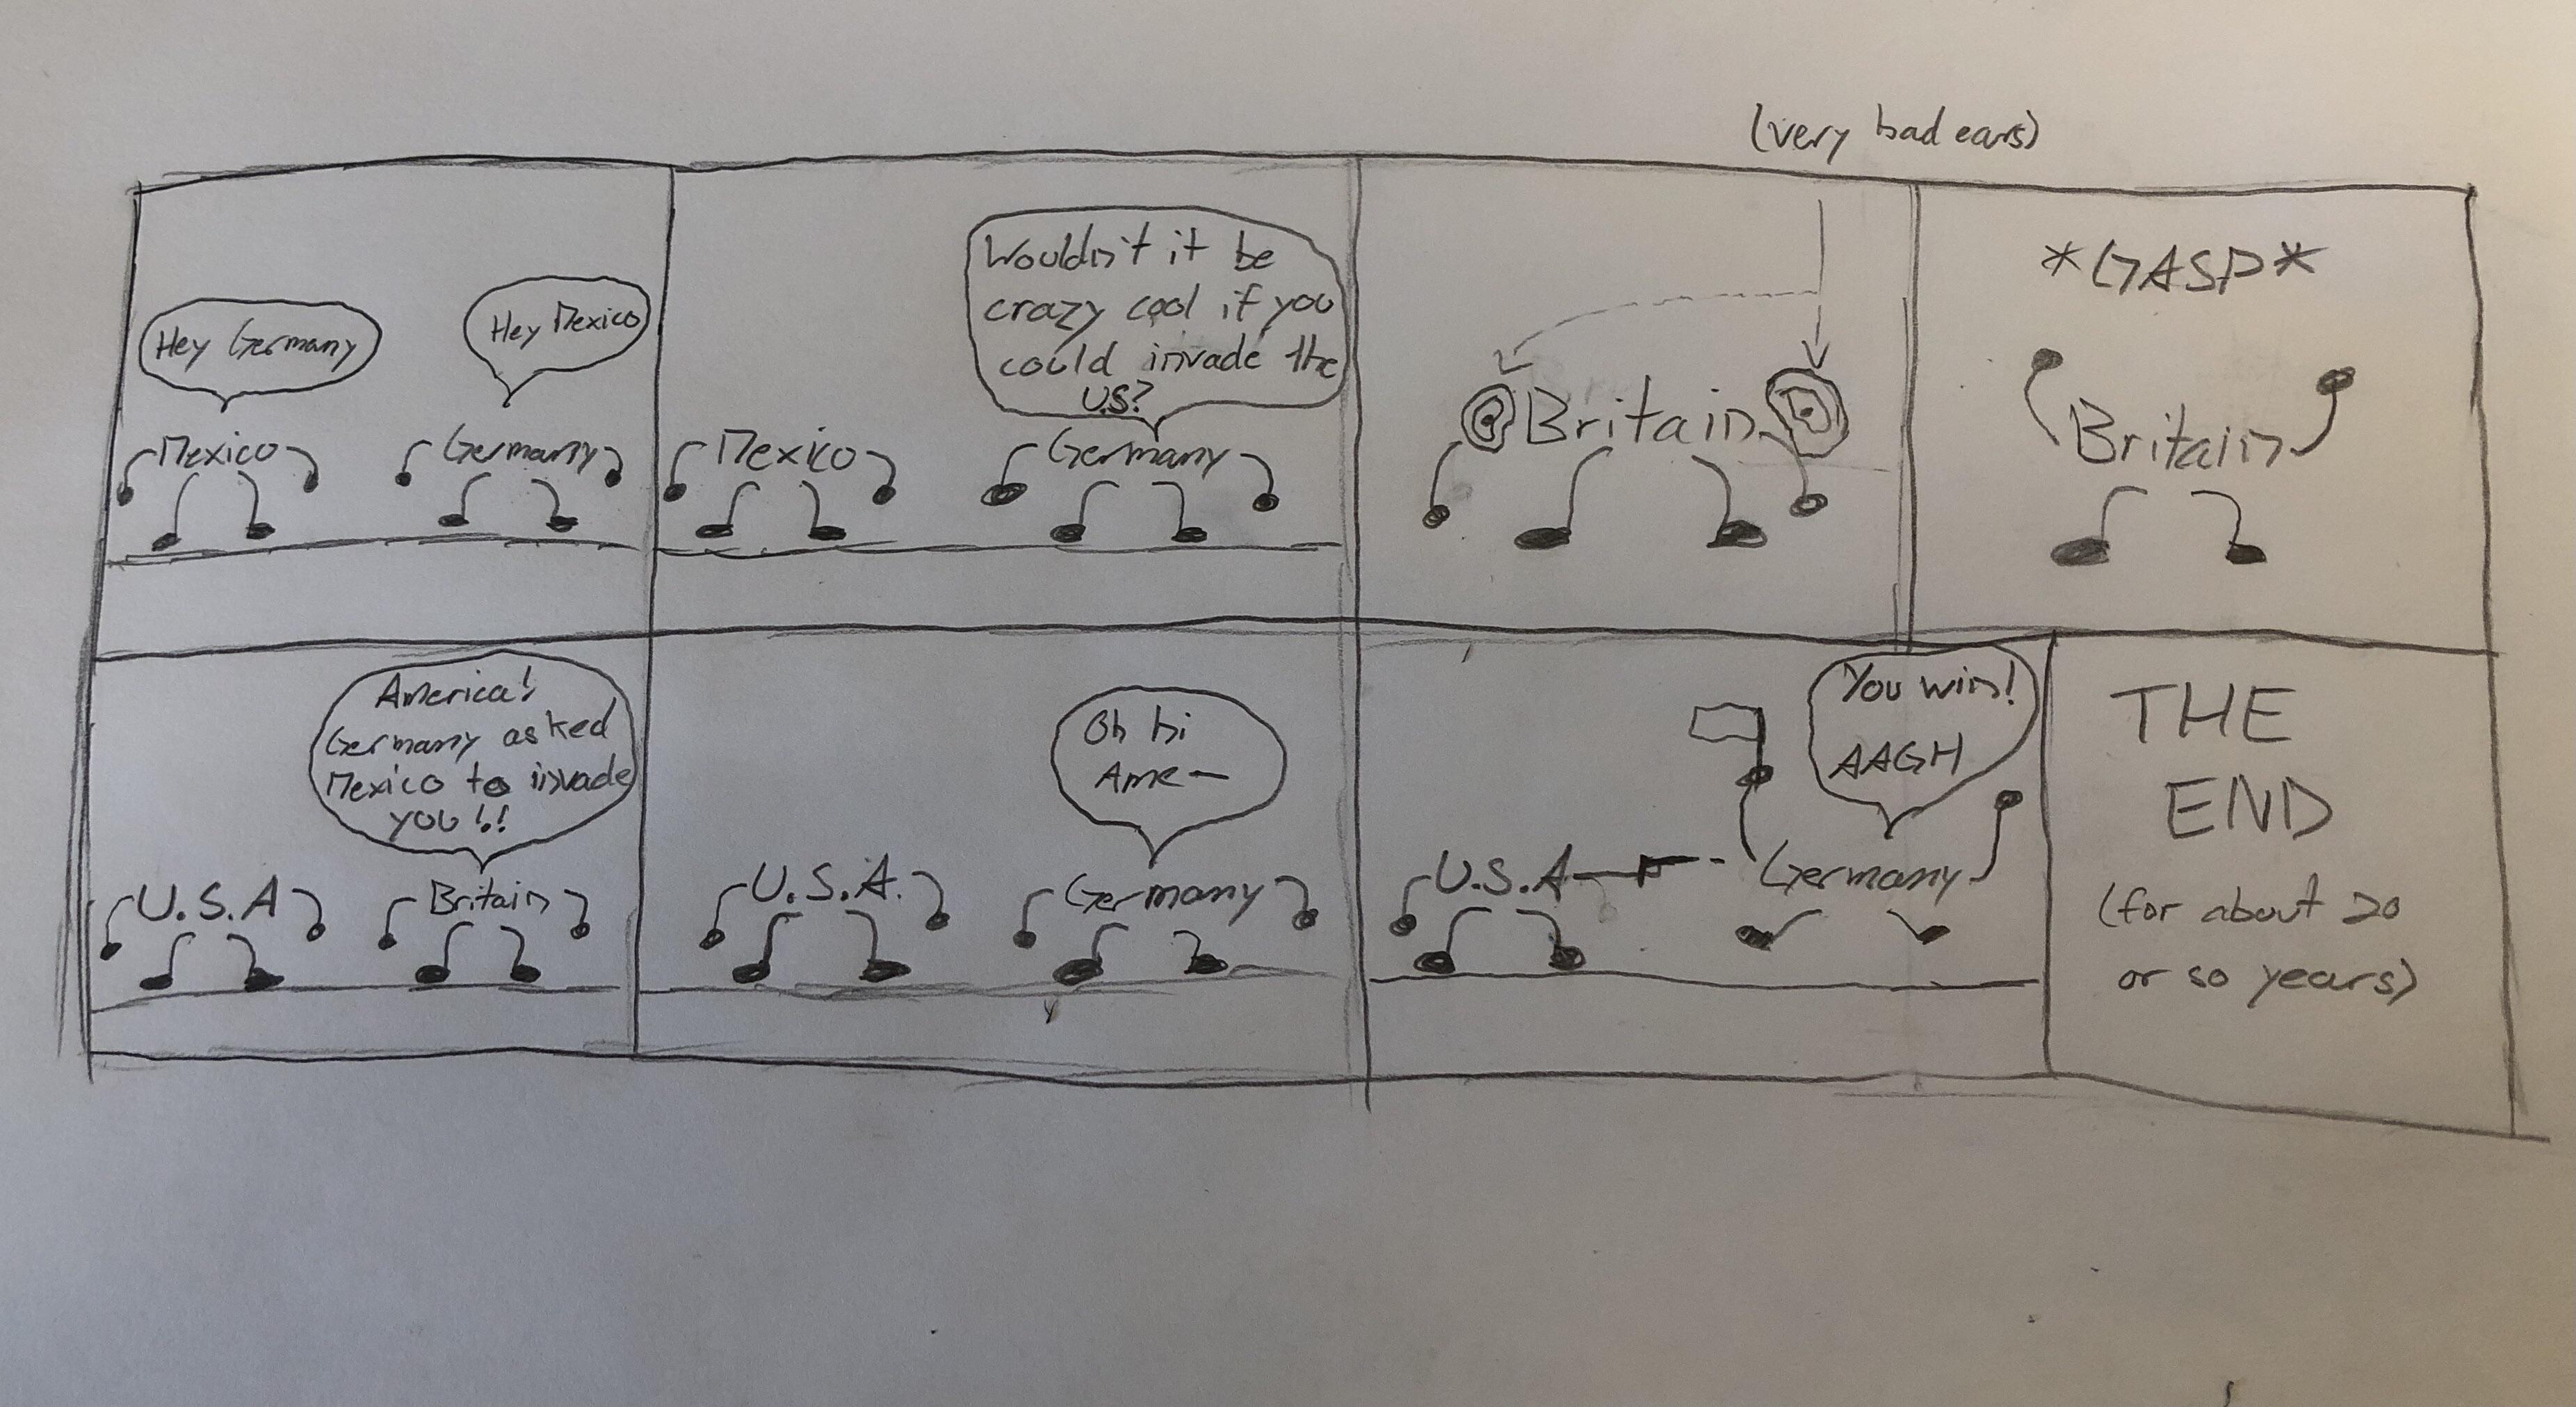 (very bad ears)
Hey Germany
Hey Mexico
Mexico
Germany
Wouldn't it be
crazy cool if you
could invade the
U.S?
Mexico
Germany
Britain
*GASP*
Britain
America!
Germany asked
Mexico to invade
you!!
U.S.A
Britain
Oh hi
Ame—
U.S.A.
Germany
You win!
AAGH
U.S.A
Germany
THE
END
(for about 20
or so years)